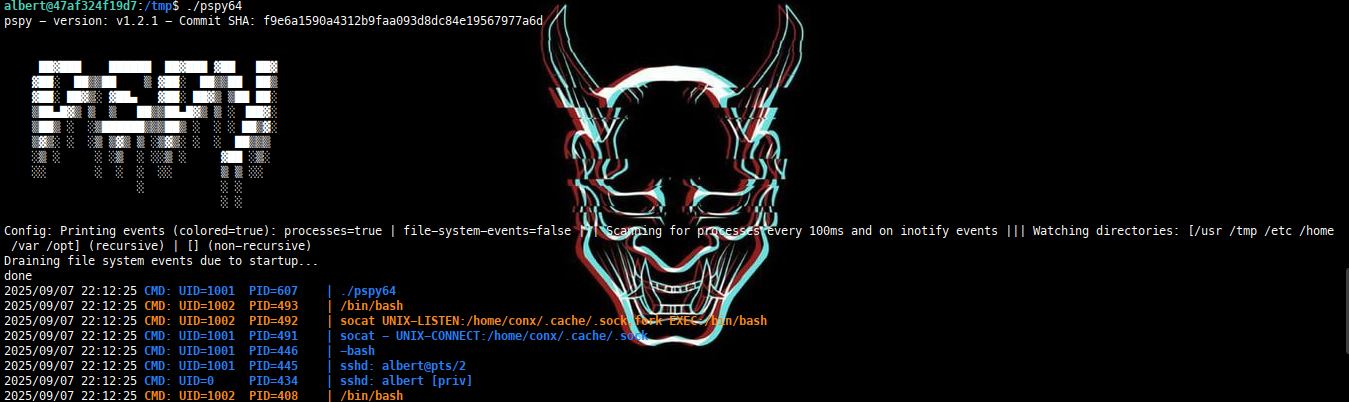 albert@47af324f19d7:/tmp$ ./pspy64
pspy – version: v1.2.1 – Commit SHA: f9e6a1590a4312b9faa093d8dc84e19567977a6d
Config: Printing events (colored=true): processes=true | file–system–events=false ||| Scanning for processes every 100ms and on inotify events ||| Watching directories: [/usr /tmp /etc /home
/var /opt] (recursive) | [] (non–recursive)
Draining file system events due to startup...
done
2025/09/07 22:12:25 CMD: UID=1001 PID=607 | ./pspy64
2025/09/07 22:12:25 CMD: UID=1002 PID=493 | /bin/bash
2025/09/07 22:12:25 CMD: UID=1002 PID=492 | socat UNIX–LISTEN:/home/conx/.cache/.sock,fork EXEC:/bin/bash
2025/09/07 22:12:25 CMD: UID=1001 PID=491 | socat – UNIX–CONNECT:/home/conx/.cache/.sock
2025/09/07 22:12:25 CMD: UID=1001 PID=446 | –bash
2025/09/07 22:12:25 CMD: UID=1001 PID=445 | sshd: albert@pts/2
2025/09/07 22:12:25 CMD: UID=0 PID=434 | sshd: albert [priv]
2025/09/07 22:12:25 CMD: UID=1002 PID=408 | /bin/bash